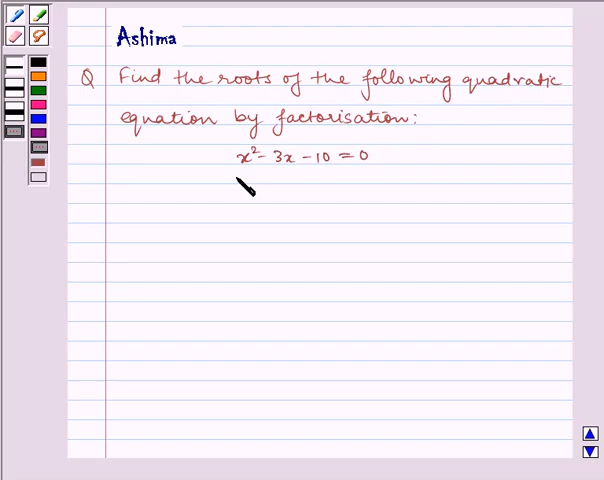 Ashima
Q Find the roots of the following quadratic
equation by factorisation:
x² - 3x - 10 = 0